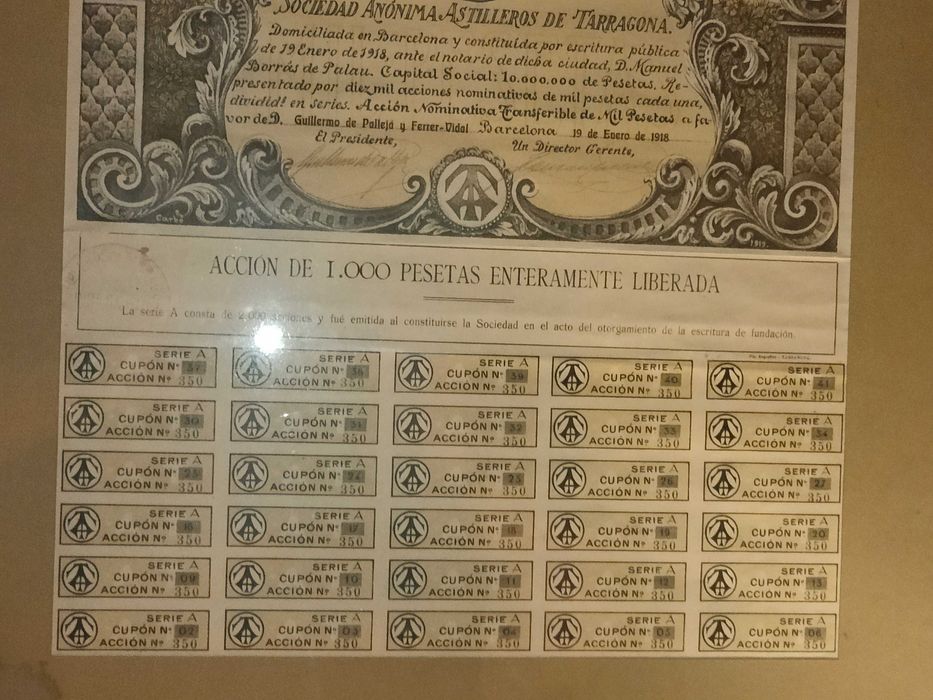 SOCIEDAD ANÓNIMA ASTILLEROS DE TARRAGONA.
Domiciliada en Barcelona y constituída por escritura pública
de 19 Enero de 1918, ante el notario de dicha ciudad, D. Manuel
Borrás de Palau. Capital Social: 10.000.000 de Pesetas, Re-
presentado por diez mil acciones nominativas de mil pesetas cada una,
dividido en series. Acción Nominativa Transferible de Mil Pesetas a fa-
vor de D. Guillermo de Pallejá y Ferrer-Vidal Barcelona 19 de Enero de 1918
El Presidente, Un Director Gerente,
Carbó 1919.
ACCIÓN DE 1.000 PESETAS ENTERAMENTE LIBERADA
La serie A consta de 2.000 acciones y fué emitida al constituirse la Sociedad en el acto del otorgamiento de la escritura de fundación.
SERIE A SERIE A SERIE A SERIE A SERIE A
CUPÓN Nº 37 CUPÓN Nº CUPÓN Nº 39 CUPÓN Nº 40 CUPÓN Nº 41
ACCIÓN Nº 350 ACCIÓN Nº 350 ACCIÓN Nº 350 ACCIÓN Nº 350 ACCIÓN Nº 350
SERIE A SERIE A SERIE A SERIE A SERIE A
CUPÓN Nº 30 CUPÓN Nº 31 CUPÓN Nº 32 CUPÓN Nº 33 CUPÓN Nº 34
ACCIÓN Nº 350 ACCIÓN Nº 350 ACCIÓN Nº 350 ACCIÓN Nº 350 ACCIÓN Nº 350
SERIE A SERIE A SERIE A SERIE A SERIE A
CUPÓN Nº 23 CUPÓN Nº 24 CUPÓN Nº 25 CUPÓN Nº 26 CUPÓN Nº 27
ACCIÓN Nº 350 ACCIÓN Nº 350 ACCIÓN Nº 350 ACCIÓN Nº 350 ACCIÓN Nº 350
SERIE A SERIE A SERIE A SERIE A SERIE A
CUPÓN Nº 16 CUPÓN Nº 17 CUPÓN Nº 18 CUPÓN Nº 19 CUPÓN Nº 20
ACCIÓN Nº 350 ACCIÓN Nº 350 ACCIÓN Nº 350 ACCIÓN Nº 350 ACCIÓN Nº 350
SERIE A SERIE A SERIE A SERIE A SERIE A
CUPÓN Nº 09 CUPÓN Nº 10 CUPÓN Nº 11 CUPÓN Nº 12 CUPÓN Nº 13
ACCIÓN Nº 350 ACCIÓN Nº 350 ACCIÓN Nº 350 ACCIÓN Nº 350 ACCIÓN Nº 350
SERIE A SERIE A SERIE A SERIE A SERIE A
CUPÓN Nº 02 CUPÓN Nº 03 CUPÓN Nº 04 CUPÓN Nº 05 CUPÓN Nº 06
ACCIÓN Nº 350 ACCIÓN Nº 350 ACCIÓN Nº 350 ACCIÓN Nº 350 ACCIÓN Nº 350